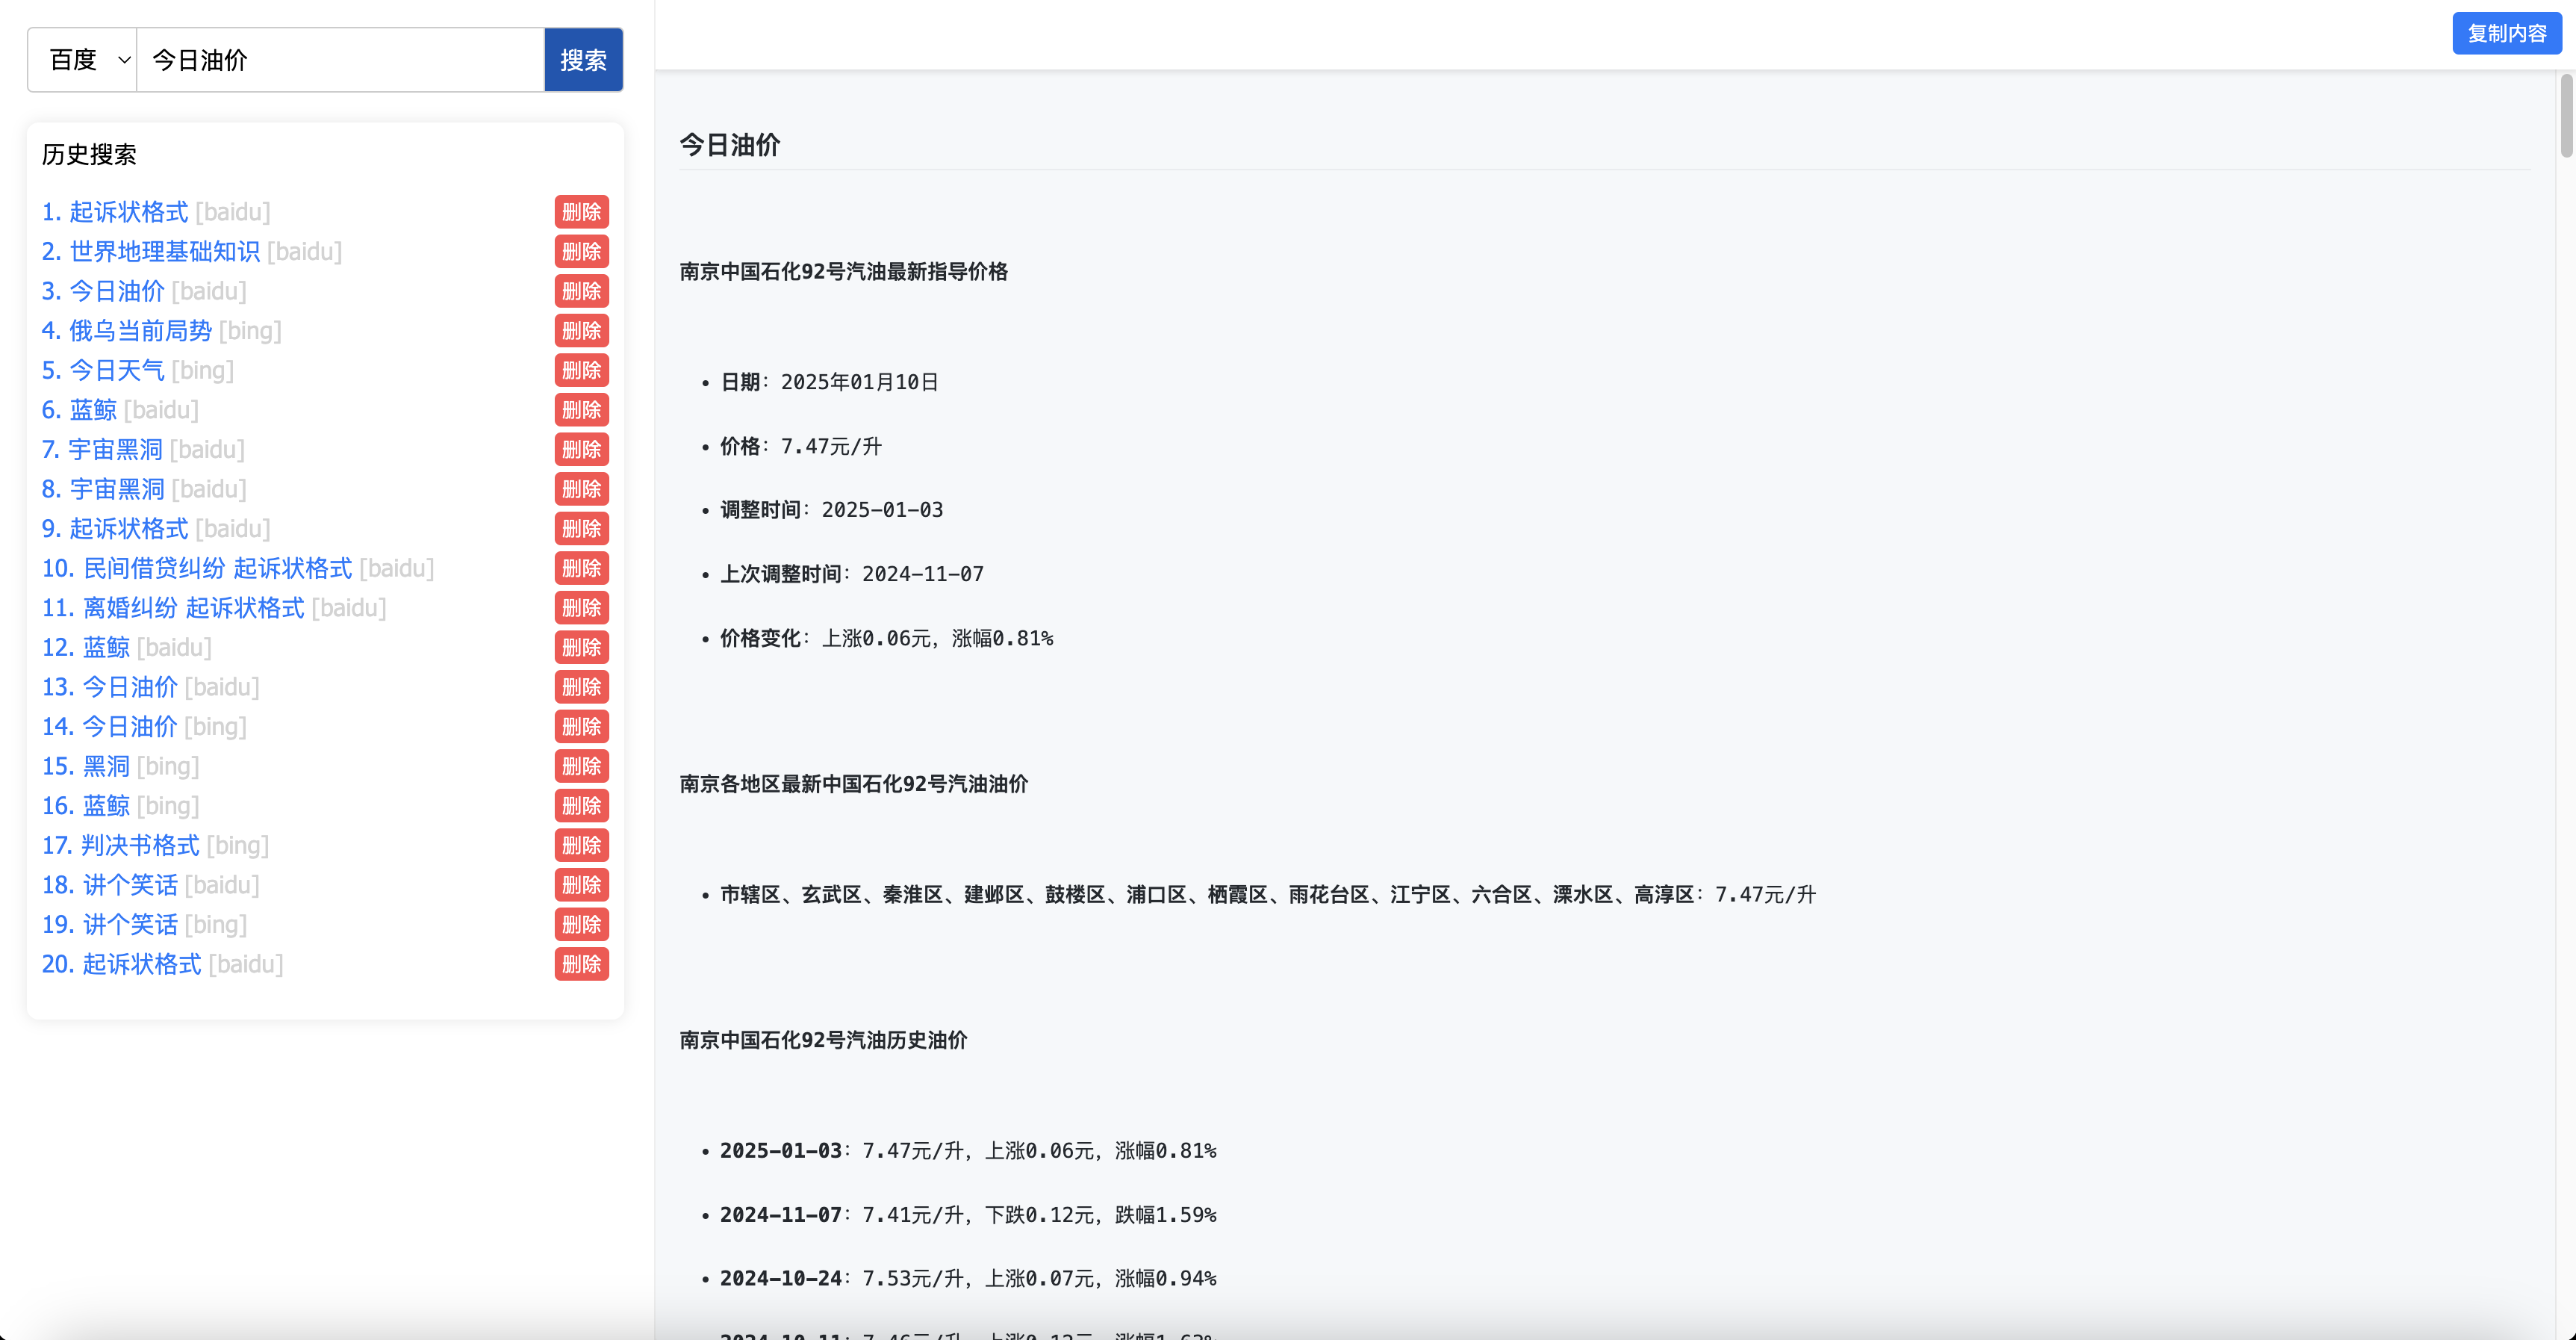 百度
今日油价
搜索
历史搜索
1. 起诉状格式 [baidu] 删除
2. 世界地理基础知识 [baidu] 删除
3. 今日油价 [baidu] 删除
4. 俄乌当前局势 [bing] 删除
5. 今日天气 [bing] 删除
6. 蓝鲸 [baidu] 删除
7. 宇宙黑洞 [baidu] 删除
8. 宇宙黑洞 [baidu] 删除
9. 起诉状格式 [baidu] 删除
10. 民间借贷纠纷 起诉状格式 [baidu] 删除
11. 离婚纠纷 起诉状格式 [baidu] 删除
12. 蓝鲸 [baidu] 删除
13. 今日油价 [baidu] 删除
14. 今日油价 [bing] 删除
15. 黑洞 [bing] 删除
16. 蓝鲸 [bing] 删除
17. 判决书格式 [bing] 删除
18. 讲个笑话 [baidu] 删除
19. 讲个笑话 [bing] 删除
20. 起诉状格式 [baidu] 删除
复制内容
今日油价
南京中国石化92号汽油最新指导价格
• 日期：2025年01月10日
• 价格：7.47元/升
• 调整时间：2025-01-03
• 上次调整时间：2024-11-07
• 价格变化：上涨0.06元，涨幅0.81%
南京各地区最新中国石化92号汽油油价
• 市辖区、玄武区、秦淮区、建邺区、鼓楼区、浦口区、栖霞区、雨花台区、江宁区、六合区、溧水区、高淳区：7.47元/升
南京中国石化92号汽油历史油价
• 2025-01-03：7.47元/升，上涨0.06元，涨幅0.81%
• 2024-11-07：7.41元/升，下跌0.12元，跌幅1.59%
• 2024-10-24：7.53元/升，上涨0.07元，涨幅0.94%